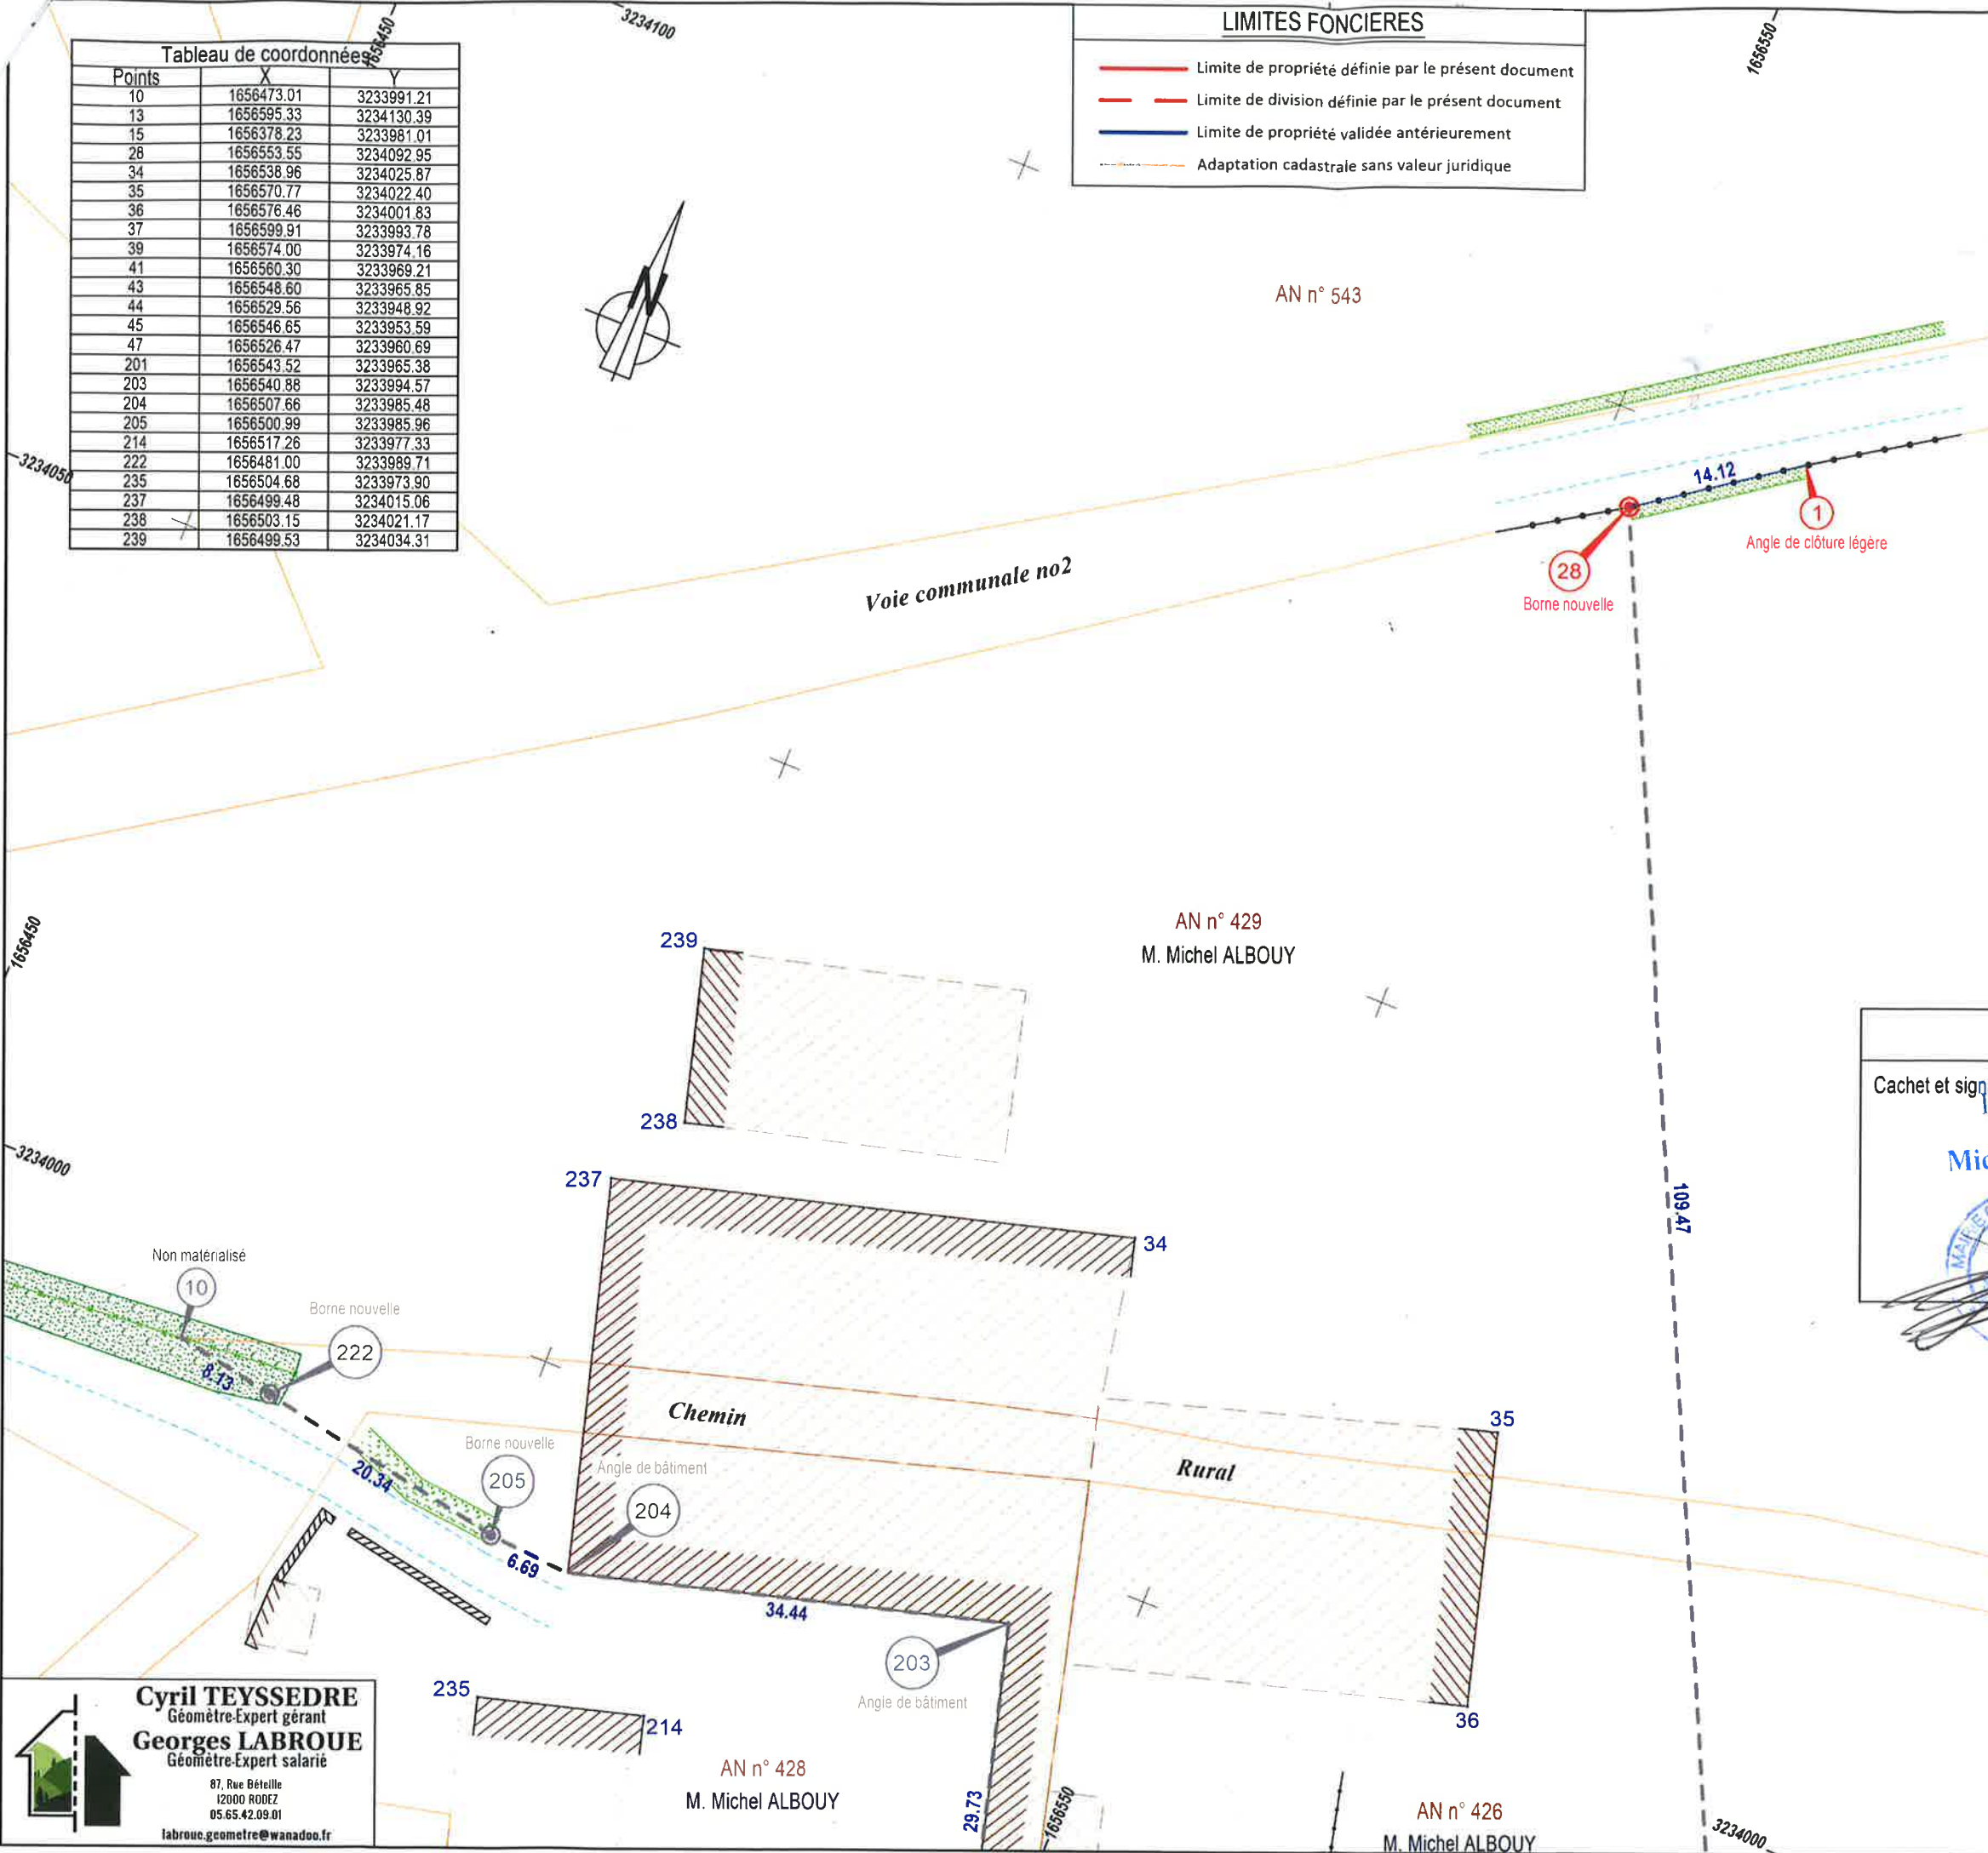 Tableau de coordonnées
Points X Y
10 1656473.01 3233991.21
13 1656595.33 3234130.39
15 1656378.23 3233981.01
28 1656553.55 3234092.95
34 1656538.96 3234025.87
35 1656570.77 3234022.40
36 1656576.46 3234001.83
37 1656599.91 3233993.78
39 1656574.00 3233974.16
41 1656560.30 3233969.21
43 1656548.60 3233965.85
44 1656529.56 3233948.92
45 1656546.65 3233953.59
47 1656526.47 3233960.69
201 1656543.52 3233965.38
203 1656540.88 3233994.57
204 1656507.66 3233985.48
205 1656500.99 3233985.96
214 1656517.26 3233977.33
222 1656481.00 3233989.71
235 1656504.68 3233973.90
237 1656499.48 3234015.06
238 1656503.15 3234021.17
239 1656499.53 3234034.31
1656450
3234100
LIMITES FONCIERES
Limite de propriété définie par le présent document
Limite de division définie par le présent document
Limite de propriété validée antérieurement
Adaptation cadastrale sans valeur juridique
1656550
N
AN n° 543
3234050
14.12
1
Angle de clôture légère
28
Borne nouvelle
Voie communale no2
1656450
AN n° 429
M. Michel ALBOUY
239
238
237
34
109.47
Cachet et sign
Mic
MAIRIE
3234000
Non matérialisé
10
Borne nouvelle
222
8.13
Chemin
Rural
35
Borne nouvelle
205
20.34
Angle de bâtiment
204
6.69
34.44
203
Angle de bâtiment
36
235
214
AN n° 428
M. Michel ALBOUY
29.73
1656550
AN n° 426
M. Michel ALBOUY
3234000
Cyril TEYSSEDRE
Géomètre-Expert gérant
Georges LABROUE
Géomètre-Expert salarié
87, Rue Béteille
12000 RODEZ
05.65.42.09.01
labroue.geometre@wanadoo.fr